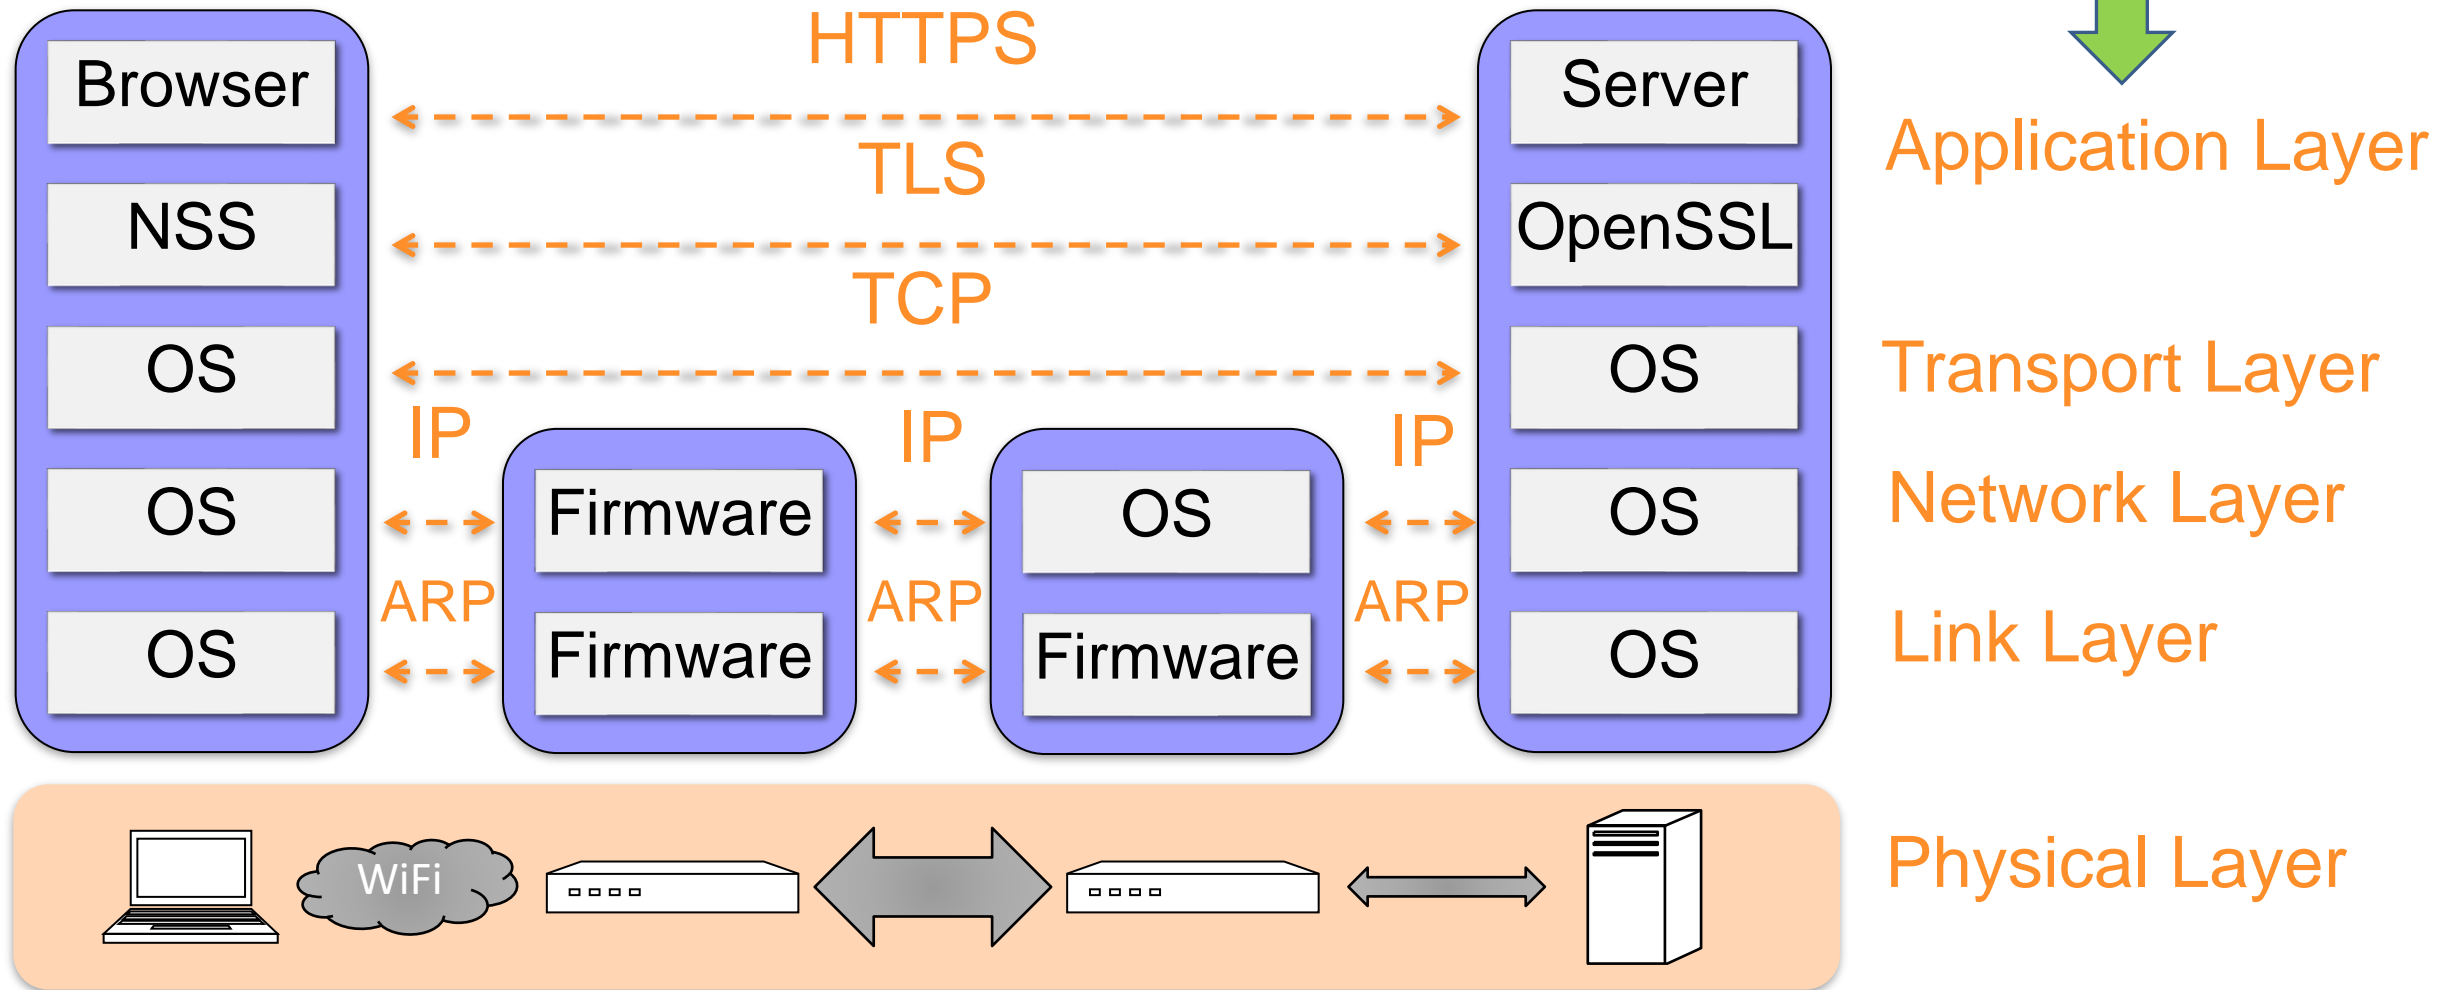 HTTPS
Browser
Server
Application Layer
TLS
NSS
OpenSSL
TCP
OS
OS
Transport Layer
IP
IP
IP
OS
Firmware
OS
OS
Network Layer
ARP
ARP
ARP
OS
Firmware
Firmware
OS
Link Layer
WiFi
Physical Layer